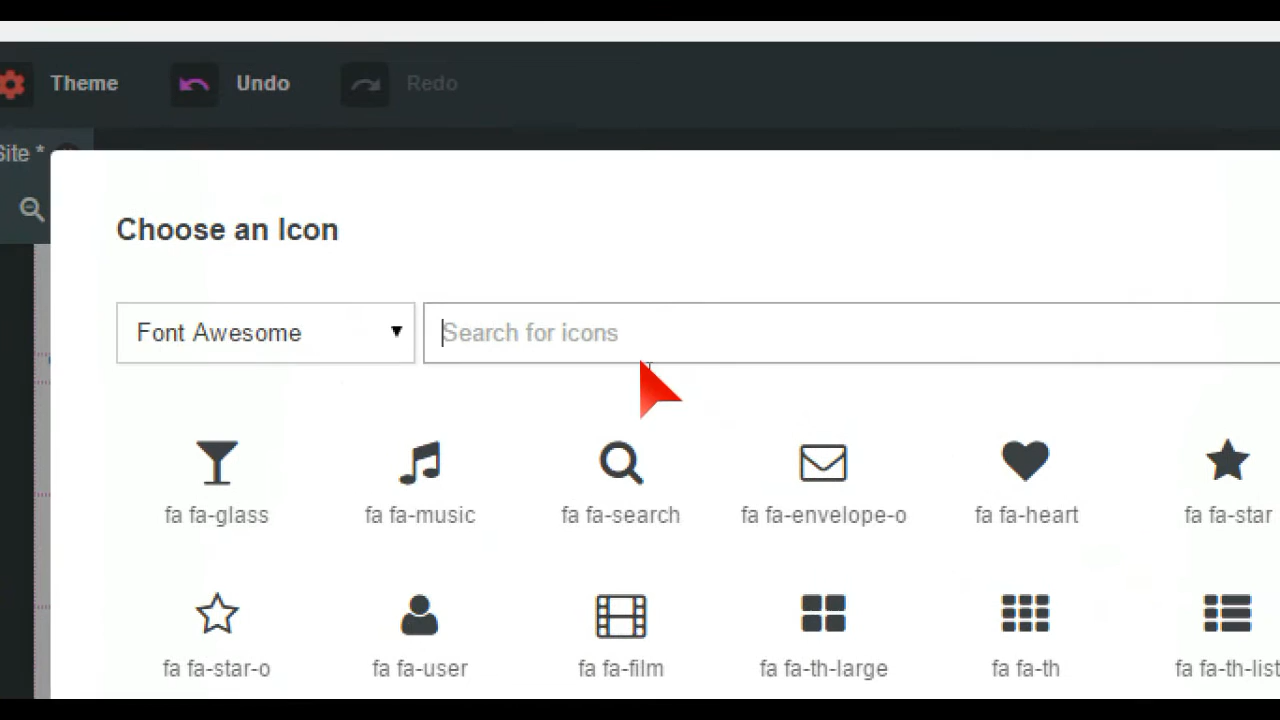 Theme Undo Redo
Site *
Choose an Icon
Font Awesome Search for icons
fa fa-glass fa fa-music fa fa-search fa fa-envelope-o fa fa-heart fa fa-star
fa fa-star-o fa fa-user fa fa-film fa fa-th-large fa fa-th fa fa-th-list